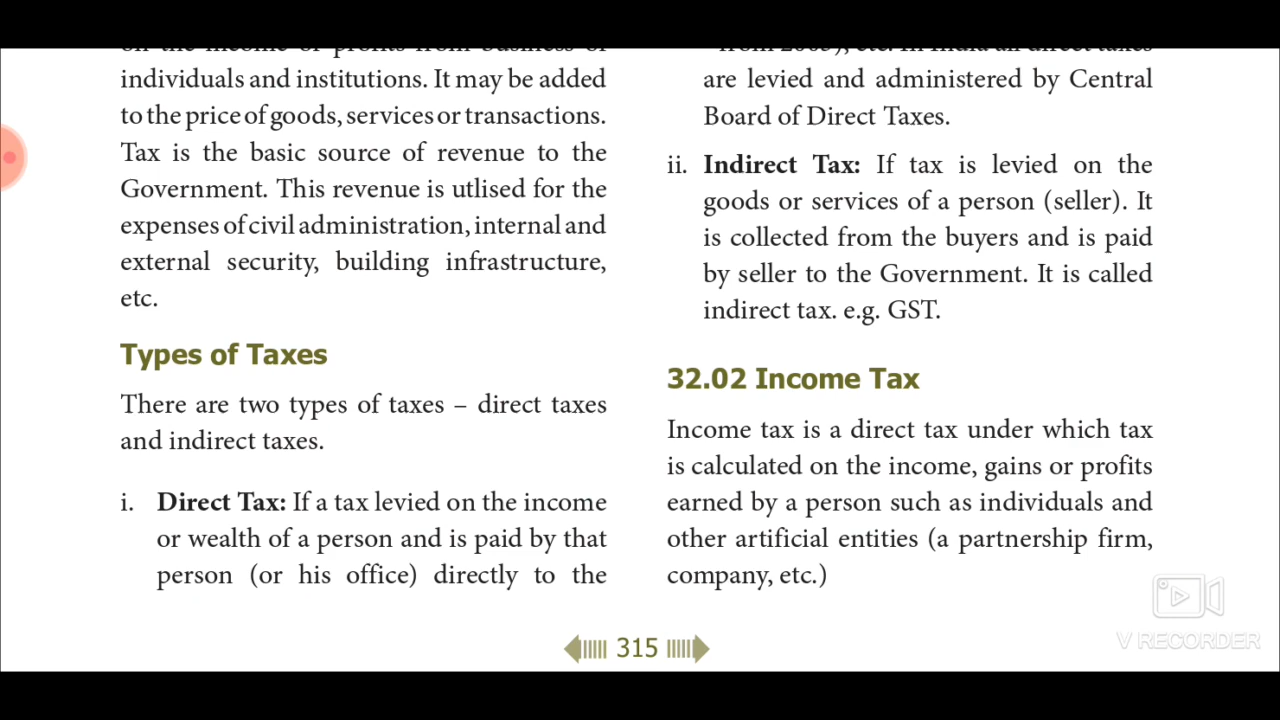 individuals and institutions. It may be added
to the price of goods, services or transactions.
Tax is the basic source of revenue to the
Government. This revenue is utlised for the
expenses of civil administration, internal and
external security, building infrastructure,
etc.
Types of Taxes
There are two types of taxes – direct taxes
and indirect taxes.
i. Direct Tax: If a tax levied on the income
or wealth of a person and is paid by that
person (or his office) directly to the
are levied and administered by Central
Board of Direct Taxes.
ii. Indirect Tax: If tax is levied on the
goods or services of a person (seller). It
is collected from the buyers and is paid
by seller to the Government. It is called
indirect tax. e.g. GST.
32.02 Income Tax
Income tax is a direct tax under which tax
is calculated on the income, gains or profits
earned by a person such as individuals and
other artificial entities (a partnership firm,
company, etc.)
315
V RECORDER